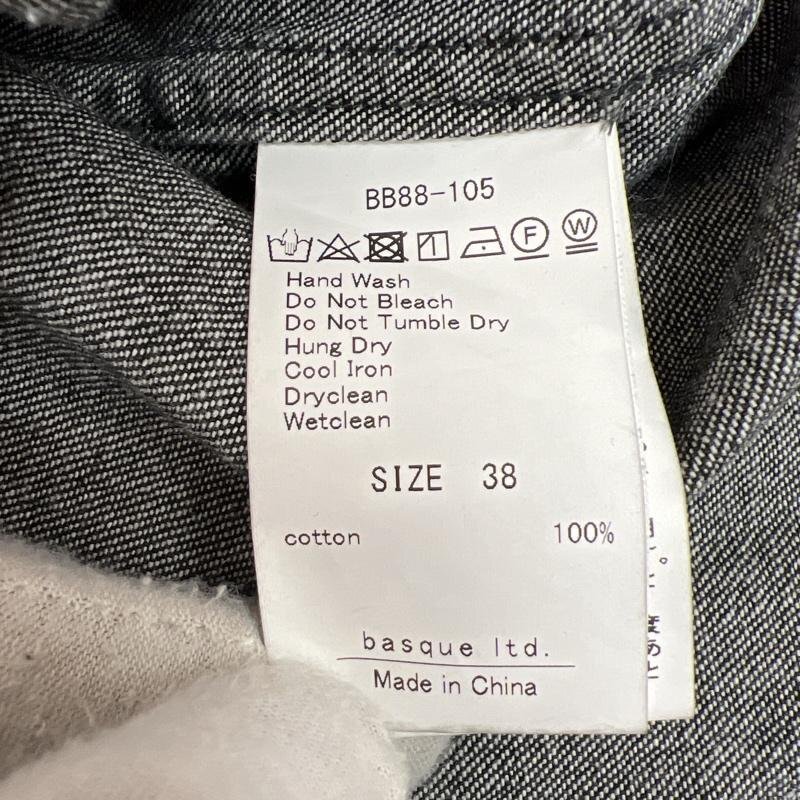 BB88-105
F W
Hand Wash
Do Not Bleach
Do Not Tumble Dry
Hung Dry
Cool Iron
Dryclean
Wetclean
SIZE 38
cotton 100%
basque ltd.
Made in China